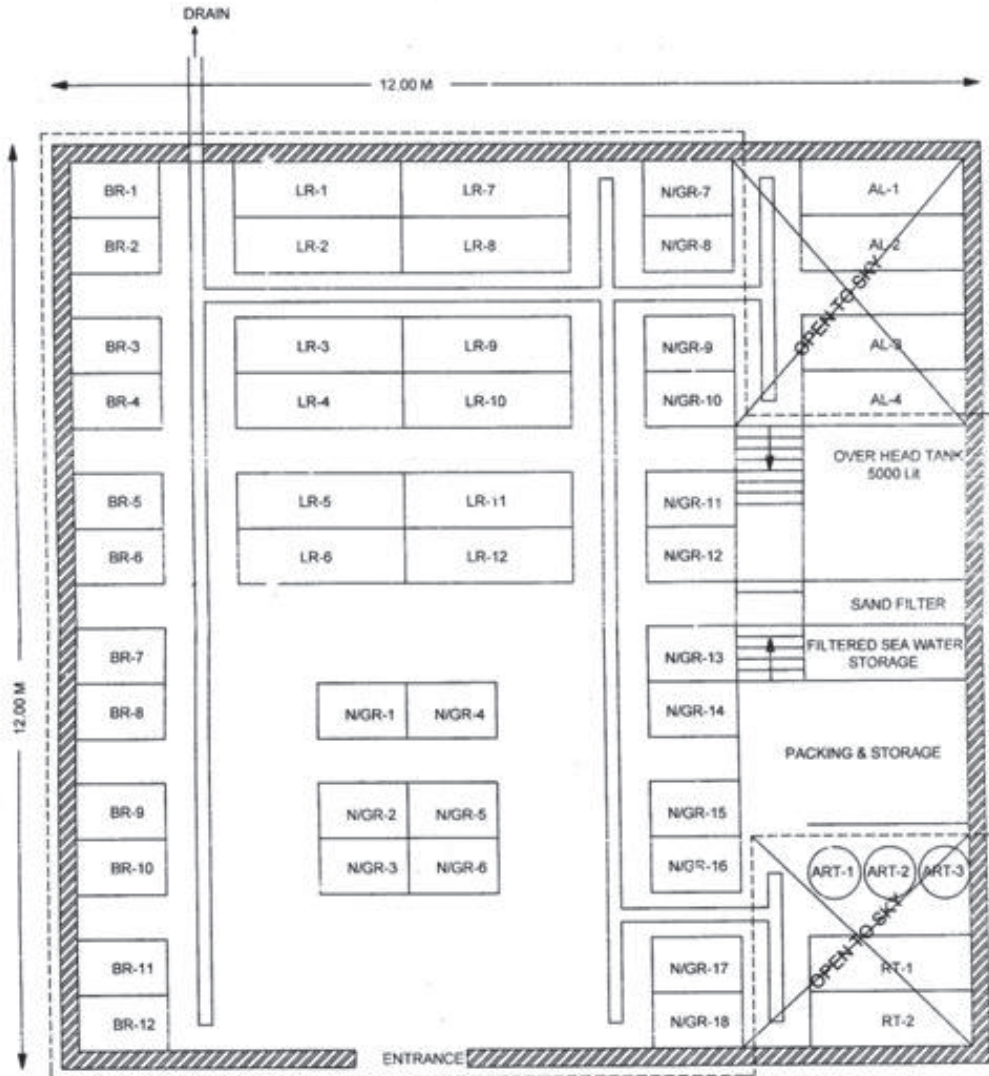 DRAIN
12.00 M
BR-1 LR-1 LR-7 N/GR-7 AL-1
BR-2 LR-2 LR-8 N/GR-8 AL-2
OPEN TO SKY
BR-3 LR-3 LR-9 N/GR-9 AL-3
BR-4 LR-4 LR-10 N/GR-10 AL-4
OVER HEAD TANK
5000 Lit
BR-5 LR-5 LR-11 N/GR-11
BR-6 LR-6 LR-12 N/GR-12
SAND FILTER
BR-7 N/GR-13 FILTERED SEA WATER
STORAGE
12.00 M
BR-8 N/GR-1 N/GR-4 N/GR-14
PACKING & STORAGE
BR-9 N/GR-2 N/GR-5 N/GR-15
BR-10 N/GR-3 N/GR-6 N/GR-16 ART-1 ART-2 ART-3
OPEN TO SKY
BR-11 N/GR-17 RT-1
BR-12 N/GR-18 RT-2
ENTRANCE